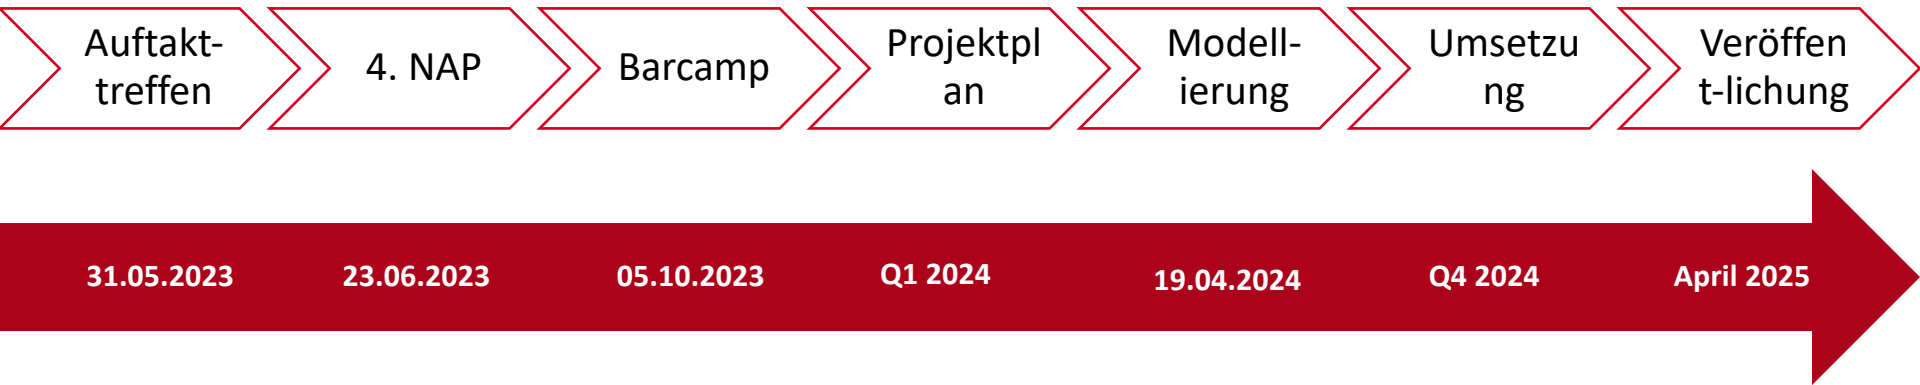 Auftakt-
treffen
4. NAP
Barcamp
Projektpl
an
Modell-
ierung
Umsetzu
ng
Veröffen
t-lichung
31.05.2023
23.06.2023
05.10.2023
Q1 2024
19.04.2024
Q4 2024
April 2025